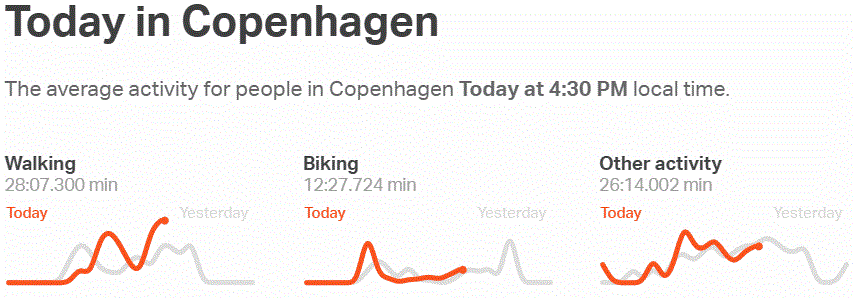 Today in Copenhagen
The average activity for people in Copenhagen Today at 4:30 PM local time.
Walking
28:07.300 min
Today Yesterday
Biking
12:27.724 min
Today Yesterday
Other activity
26:14.002 min
Today Yesterday